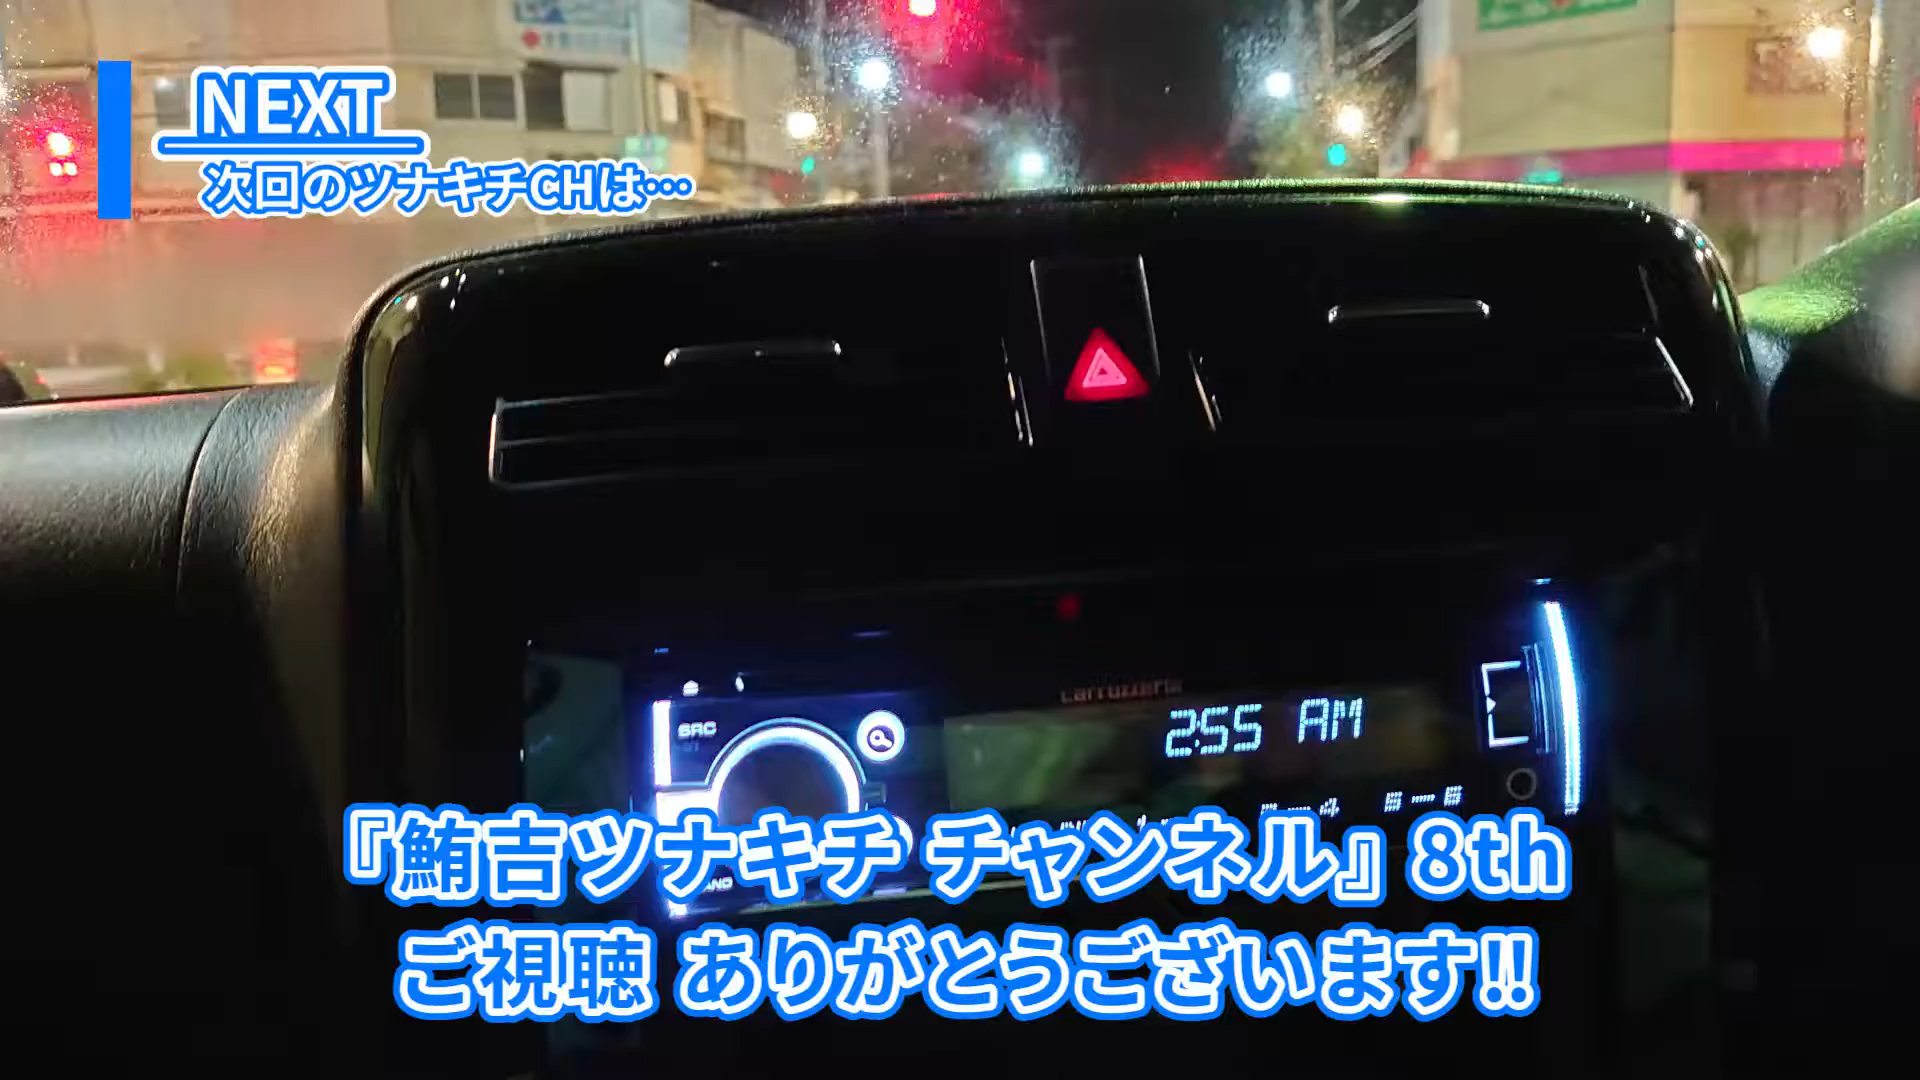 NEXT
次回のツナキチCHは…
SRC
carrozzeria
2:55 AM
『鮪吉ツナキチ チャンネル』8th
ご視聴 ありがとうございます!!